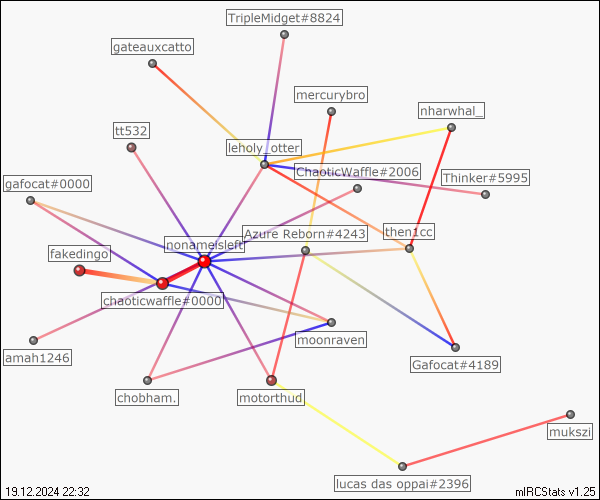 TripleMidget#8824
gateauxcatto
mercurybro
nharwhal_
tt532
leholy_otter
ChaoticWaffle#2006
Thinker#5995
gafocat#0000
Azure Reborn#4243
then1cc
nonameisleft
fakedingo
chaoticwaffle#0000
moonraven
amah1246
Gafocat#4189
chobham.
motorthud
mukszi
lucas das oppai#2396
19.12.2024 22:32
mIRCStats v1.25